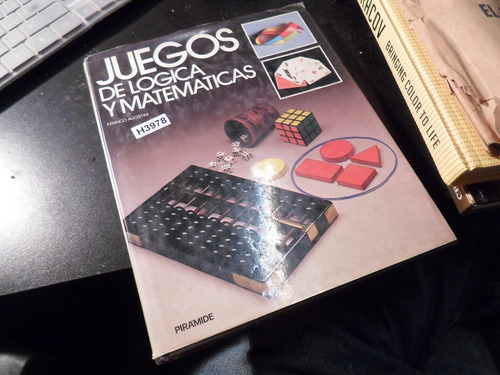 JUEGOS
DE LOGICA
Y MATEMATICAS
FRANCO AGOSTINI
H3978
PIRAMIDE
BRINGING COLOR TO LIFE